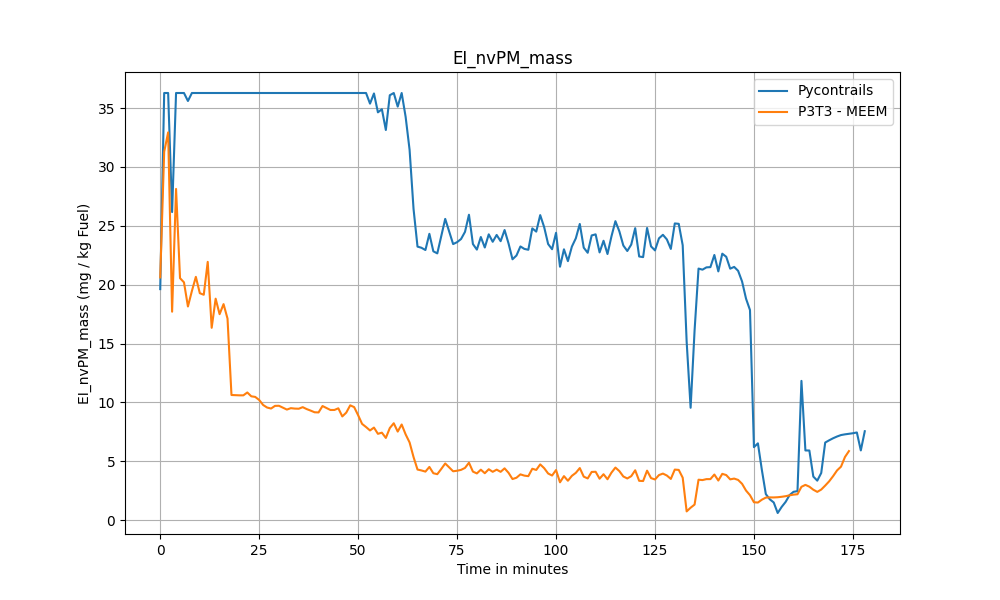 EI_nvPM_mass
Pycontrails
P3T3 - MEEM
EI_nvPM_mass (mg / kg Fuel)
35
30
25
20
15
10
5
0
0 25 50 75 100 125 150 175
Time in minutes